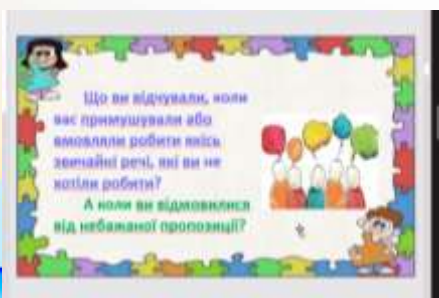 Що ви відчували, коли
вас примушували або
вмовляли робити якісь
звичайні речі, які ви не
хотіли робити?
А коли ви відмовилися
від небажаної пропозиції?